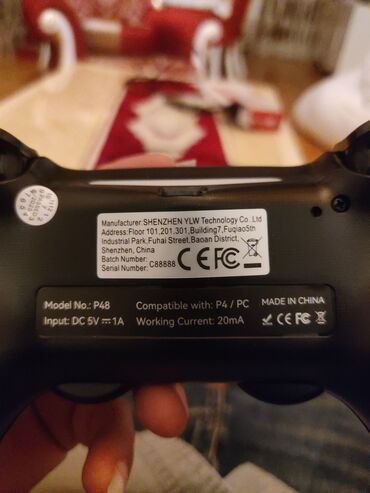 Manufacturer: SHENZHEN YLW Technology Co. Ltd
Address:Floor 101,201,301,Building7,FuqiaoSth
Industrial Park,Fuhai Street,Baoan District,
Shenzhen, China
Batch Number:
Serial Number: C88888
CE FC
Model No.: P48
Compatible with: P4 / PC
MADE IN CHINA
Input: DC 5V⎓1A
Working Current: 20mA
CE FC